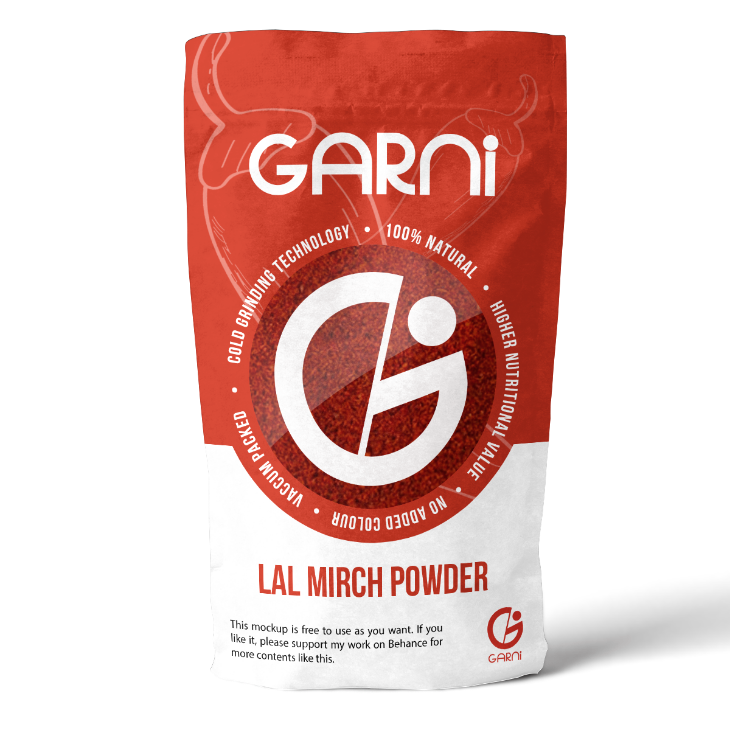 GARNi
COLD GRINDING TECHNOLOGY • 100% NATURAL • HIGHER NUTRITIONAL VALUE • NO ADDED COLOUR • VACCUM PACKED •
LAL MIRCH POWDER
This mockup is free to use as you want. If you
like it, please support my work on Behance for
more contents like this.
GARNi